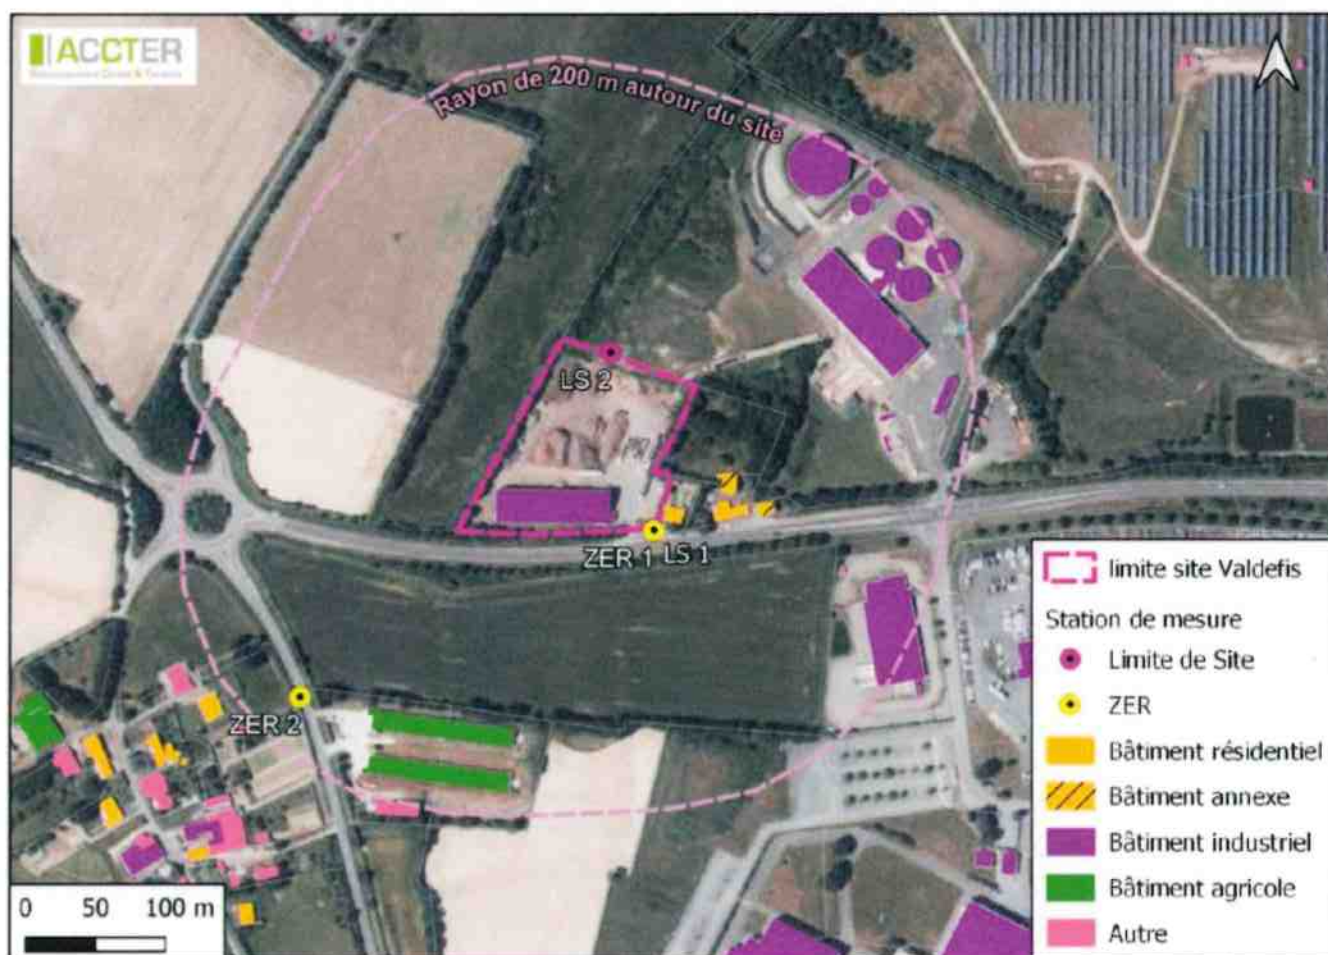 ACCTER
Rayon de 200 m autour du site
LS 2
ZER 1 LS 1
ZER 2
limite site Valdefis
Station de mesure
Limite de Site
ZER
Bâtiment résidentiel
Bâtiment annexe
Bâtiment industriel
Bâtiment agricole
Autre
0 50 100 m